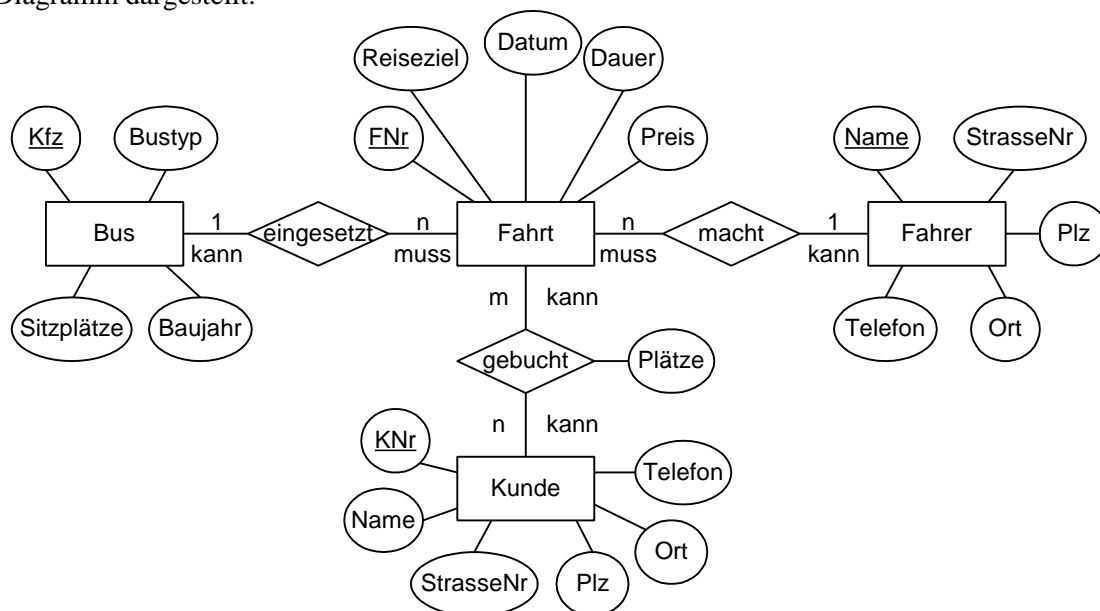 Diagramm dargestellt.
Datum
Reiseziel
Dauer
Kfz
Bustyp
FNr
Preis
Name
StrasseNr
Bus
1
kann
eingesetzt
n
muss
Fahrt
n
muss
macht
1
kann
Fahrer
Plz
Sitzplätze
Baujahr
m
kann
Telefon
Ort
gebucht
Plätze
n
kann
KNr
Kunde
Telefon
Name
Ort
StrasseNr
Plz